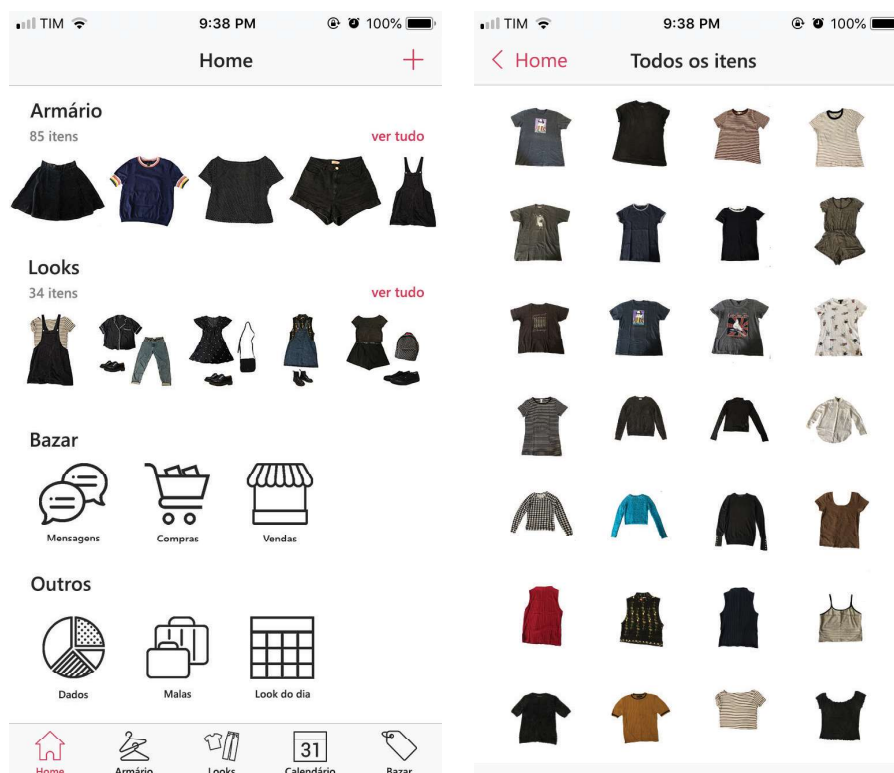 TIM 9:38 PM 100%
Home +
Armário
85 itens ver tudo
Looks
34 itens ver tudo
Bazar
Mensagens Compras Vendas
Outros
Dados Malas Look do dia
31
Home Armário Looks Calendário Bazar
TIM 9:38 PM 100%
< Home Todos os itens